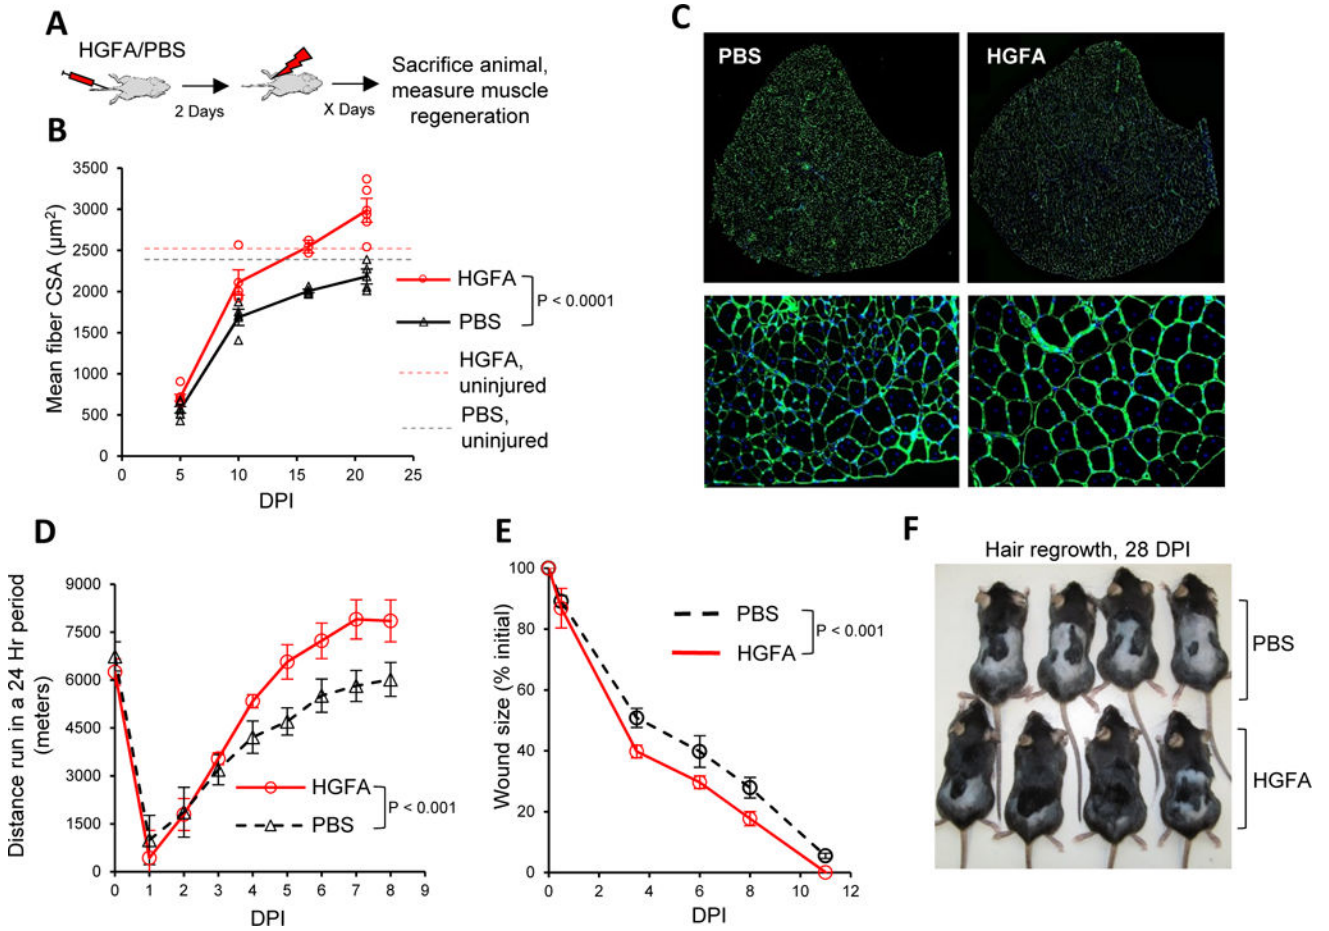 A
HGFA/PBS
2 Days
X Days
Sacrifice animal,
measure muscle
regeneration
B
3500
3000
2500
2000
1500
1000
500
0
0
5
10
15
20
25
Mean fiber CSA (µm²)
DPI
HGFA
PBS
P < 0.0001
HGFA,
uninjured
PBS,
uninjured
C
PBS
HGFA
D
9000
7500
6000
4500
3000
1500
0
0
1
2
3
4
5
6
7
8
9
Distance run in a 24 Hr period
(meters)
DPI
HGFA
PBS
P < 0.001
E
100
80
60
40
20
0
0
2
4
6
8
10
12
Wound size (% initial)
DPI
PBS
HGFA
P < 0.001
F
Hair regrowth, 28 DPI
PBS
HGFA